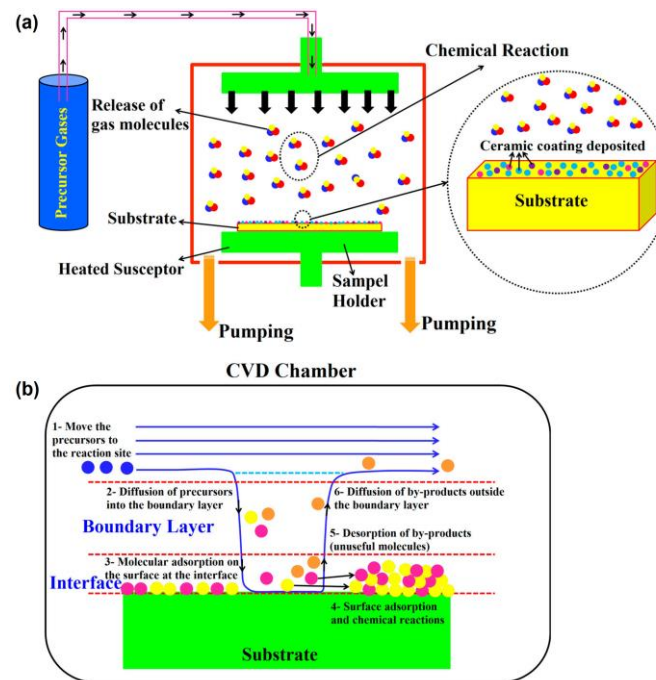 (a)
Precursor Gases
Release of
gas molecules
Chemical Reaction
Substrate
Heated Susceptor
Sampel
Holder
Pumping
Pumping
Ceramic coating deposited
Substrate
(b)
CVD Chamber
1- Move the
precursors to
the reaction site
2- Diffusion of precursors
into the boundary layer
6- Diffusion of by-products outside
the boundary layer
Boundary Layer
5- Desorption of by-products
(unuseful molecules)
3- Molecular adsorption on
the surface at the interface
Interface
4- Surface adsorption
and chemical reactions
Substrate